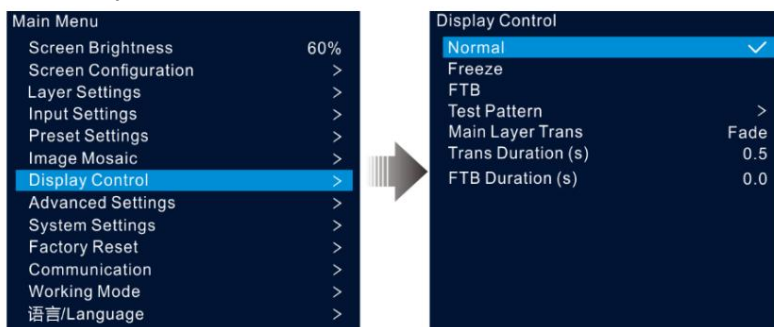 Main Menu
Screen Brightness 60%
Screen Configuration >
Layer Settings >
Input Settings >
Preset Settings >
Image Mosaic >
Display Control >
Advanced Settings >
System Settings >
Factory Reset >
Communication >
Working Mode >
语言/Language >
Display Control
Normal ✓
Freeze
FTB
Test Pattern >
Main Layer Trans Fade
Trans Duration (s) 0.5
FTB Duration (s) 0.0